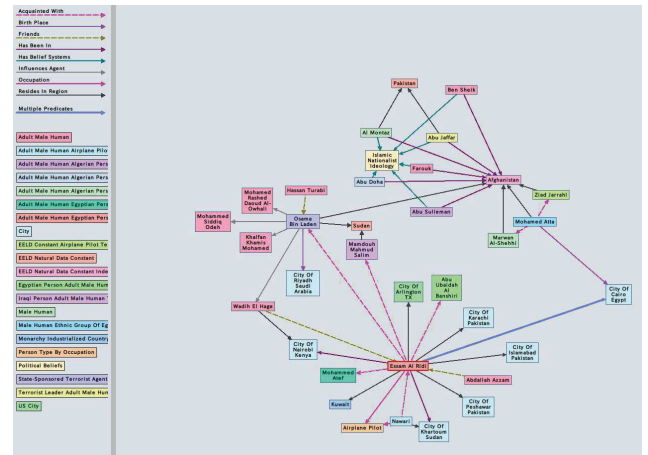 Acquainted With
Birth Place
Friends
Has Been In
Has Belief Systems
Influences Agent
Occupation
Resides In Region
Multiple Predicates
Adult Male Human
Adult Male Human Airplane Pilo
Adult Male Human Algerian Pers
Adult Male Human Algerian Pers
Adult Male Human Algerian Pers
Adult Male Human Egyptian Pers
Adult Male Human Egyptian Pers
City
EELD Constant Airplane Pilot Te
EELD Natural Data Constant
EELD Natural Data Constant Inde
Egyptian Person Adult Male Hum
Iraqi Person Adult Male Human
Male Human
Male Human Ethnic Group Of Eg
Monarchy Industrialized Country
Person Type By Occupation
Political Beliefs
State-Sponsored Terrorist Agent
Terrorist Leader Adult Male Hum
US City
Pakistan
Ben Sheik
Al Montaz
Abu Jaffar
Islamic
Nationalist
Ideology
Farouk
Abu Doha
Afghanistan
Abu Sulieman
Ziad Jarrahi
Mohamed Atta
Marwan
Al-Shehhi
Hassan Turabi
Mohamed
Rashed
Daoud Al-
Owhali
Mohammed
Siddiq
Odeh
Khalfan
Khamis
Mohamed
Osama
Bin Laden
Sudan
Mamdouh
Mahmud
Salim
City Of
Riyadh
Saudi
Arabia
City Of
Arlington
TX
Abu
Ubaidah
Al
Banshiri
City Of
Cairo
Egypt
Wadih El Hage
City Of
Karachi
Pakistan
City Of
Nairobi
Kenya
City Of
Islamabad
Pakistan
Essam Al Ridi
Mohammed
Atef
Abdallah Azzam
Kuwait
City Of
Peshawar
Pakistan
Airplane Pilot
Nawari
City Of
Khartoum
Sudan